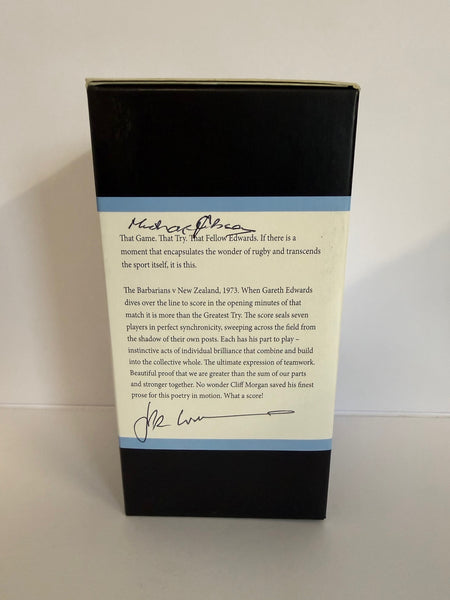 That Game. That Try. That Fellow Edwards. If there is a
moment that encapsulates the wonder of rugby and transcends
the sport itself, it is this.
The Barbarians v New Zealand, 1973. When Gareth Edwards
dives over the line to score in the opening minutes of that
match it is more than the Greatest Try. The score seals seven
players in perfect synchronicity, sweeping across the field from
the shadow of their own posts. Each has his part to play –
instinctive acts of individual brilliance that combine and build
into the collective whole. The ultimate expression of teamwork.
Beautiful proof that we are greater than the sum of our parts
and stronger together. No wonder Cliff Morgan saved his finest
prose for this poetry in motion. What a score!